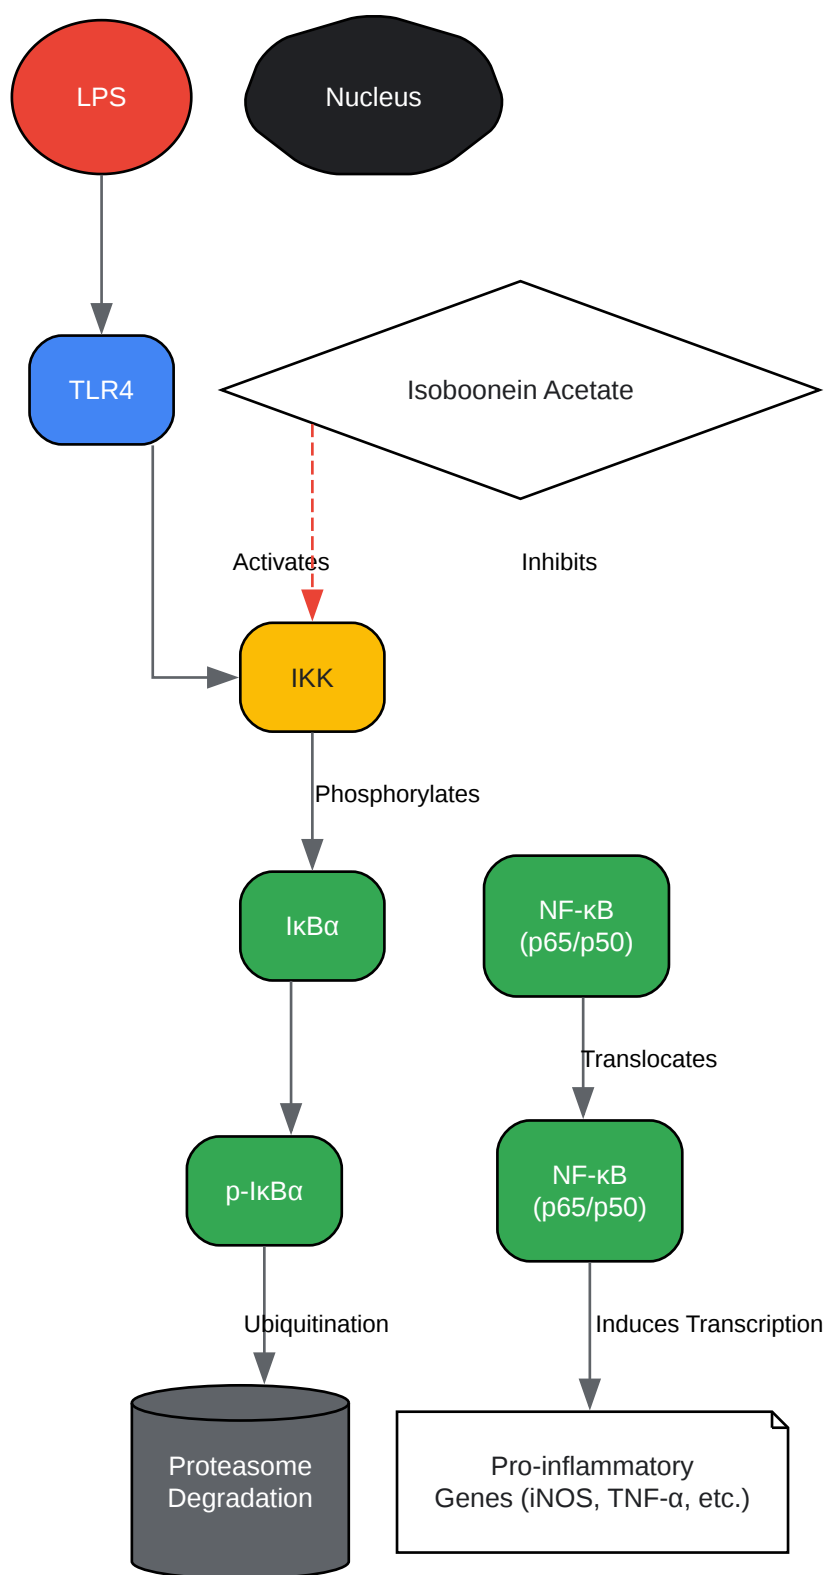 LPS
Nucleus
TLR4
Isoboonein Acetate
Activates
Inhibits
IKK
Phosphorylates
IκBα
NF-κB
(p65/p50)
Translocates
p-IκBα
NF-κB
(p65/p50)
Ubiquitination
Induces Transcription
Proteasome
Degradation
Pro-inflammatory
Genes (iNOS, TNF-α, etc.)